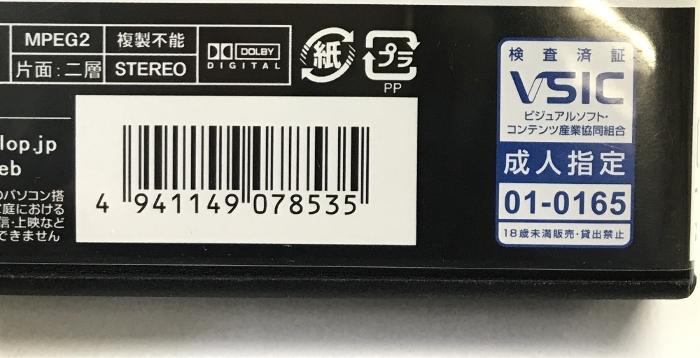 MPEG2
複製不能
DOLBY
DIGITAL
片面:二層
STEREO
紙
プラ
PP
lop.jp
eb
のパソコン搭
家庭における
信・上映など
できません
4 941149 078535
検査済証
VSIC
ビジュアルソフト・
コンテンツ産業協同組合
成人指定
01-0165
18歳未満販売・貸出禁止